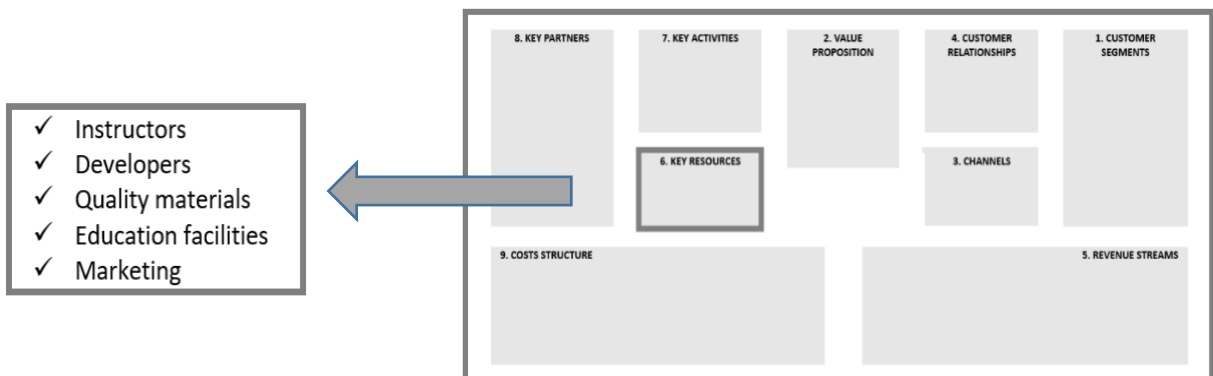 ✓ Instructors
✓ Developers
✓ Quality materials
✓ Education facilities
✓ Marketing
8. KEY PARTNERS
7. KEY ACTIVITIES
2. VALUE
PROPOSITION
4. CUSTOMER
RELATIONSHIPS
1. CUSTOMER
SEGMENTS
6. KEY RESOURCES
3. CHANNELS
9. COSTS STRUCTURE
5. REVENUE STREAMS